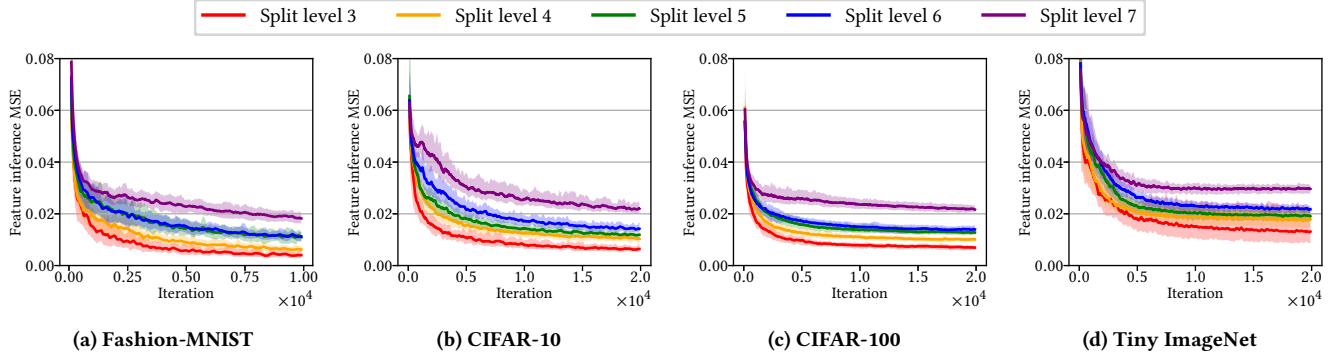 Split level 3 Split level 4 Split level 5 Split level 6 Split level 7
Feature inference MSE
0.08
0.06
0.04
0.02
0.00
0.0 0.2 0.5 0.7 1.0
Iteration
×10⁴
(a) Fashion-MNIST
Feature inference MSE
0.08
0.06
0.04
0.02
0.00
0.0 0.5 1.0 1.5 2.0
Iteration
×10⁴
(b) CIFAR-10
Feature inference MSE
0.08
0.06
0.04
0.02
0.00
0.0 0.5 1.0 1.5 2.0
Iteration
×10⁴
(c) CIFAR-100
Feature inference MSE
0.08
0.06
0.04
0.02
0.00
0.0 0.5 1.0 1.5 2.0
Iteration
×10⁴
(d) Tiny ImageNet